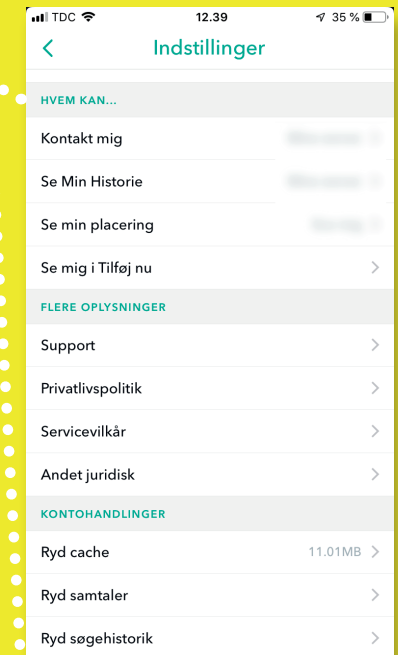 TDC 12.39 35 %
Indstillinger
HVEM KAN...
Kontakt mig
Se Min Historie
Se min placering
Se mig i Tilføj nu
FLERE OPLYSNINGER
Support
Privatlivspolitik
Servicevilkår
Andet juridisk
KONTOHANDLINGER
Ryd cache 11.01MB
Ryd samtaler
Ryd søgehistorik